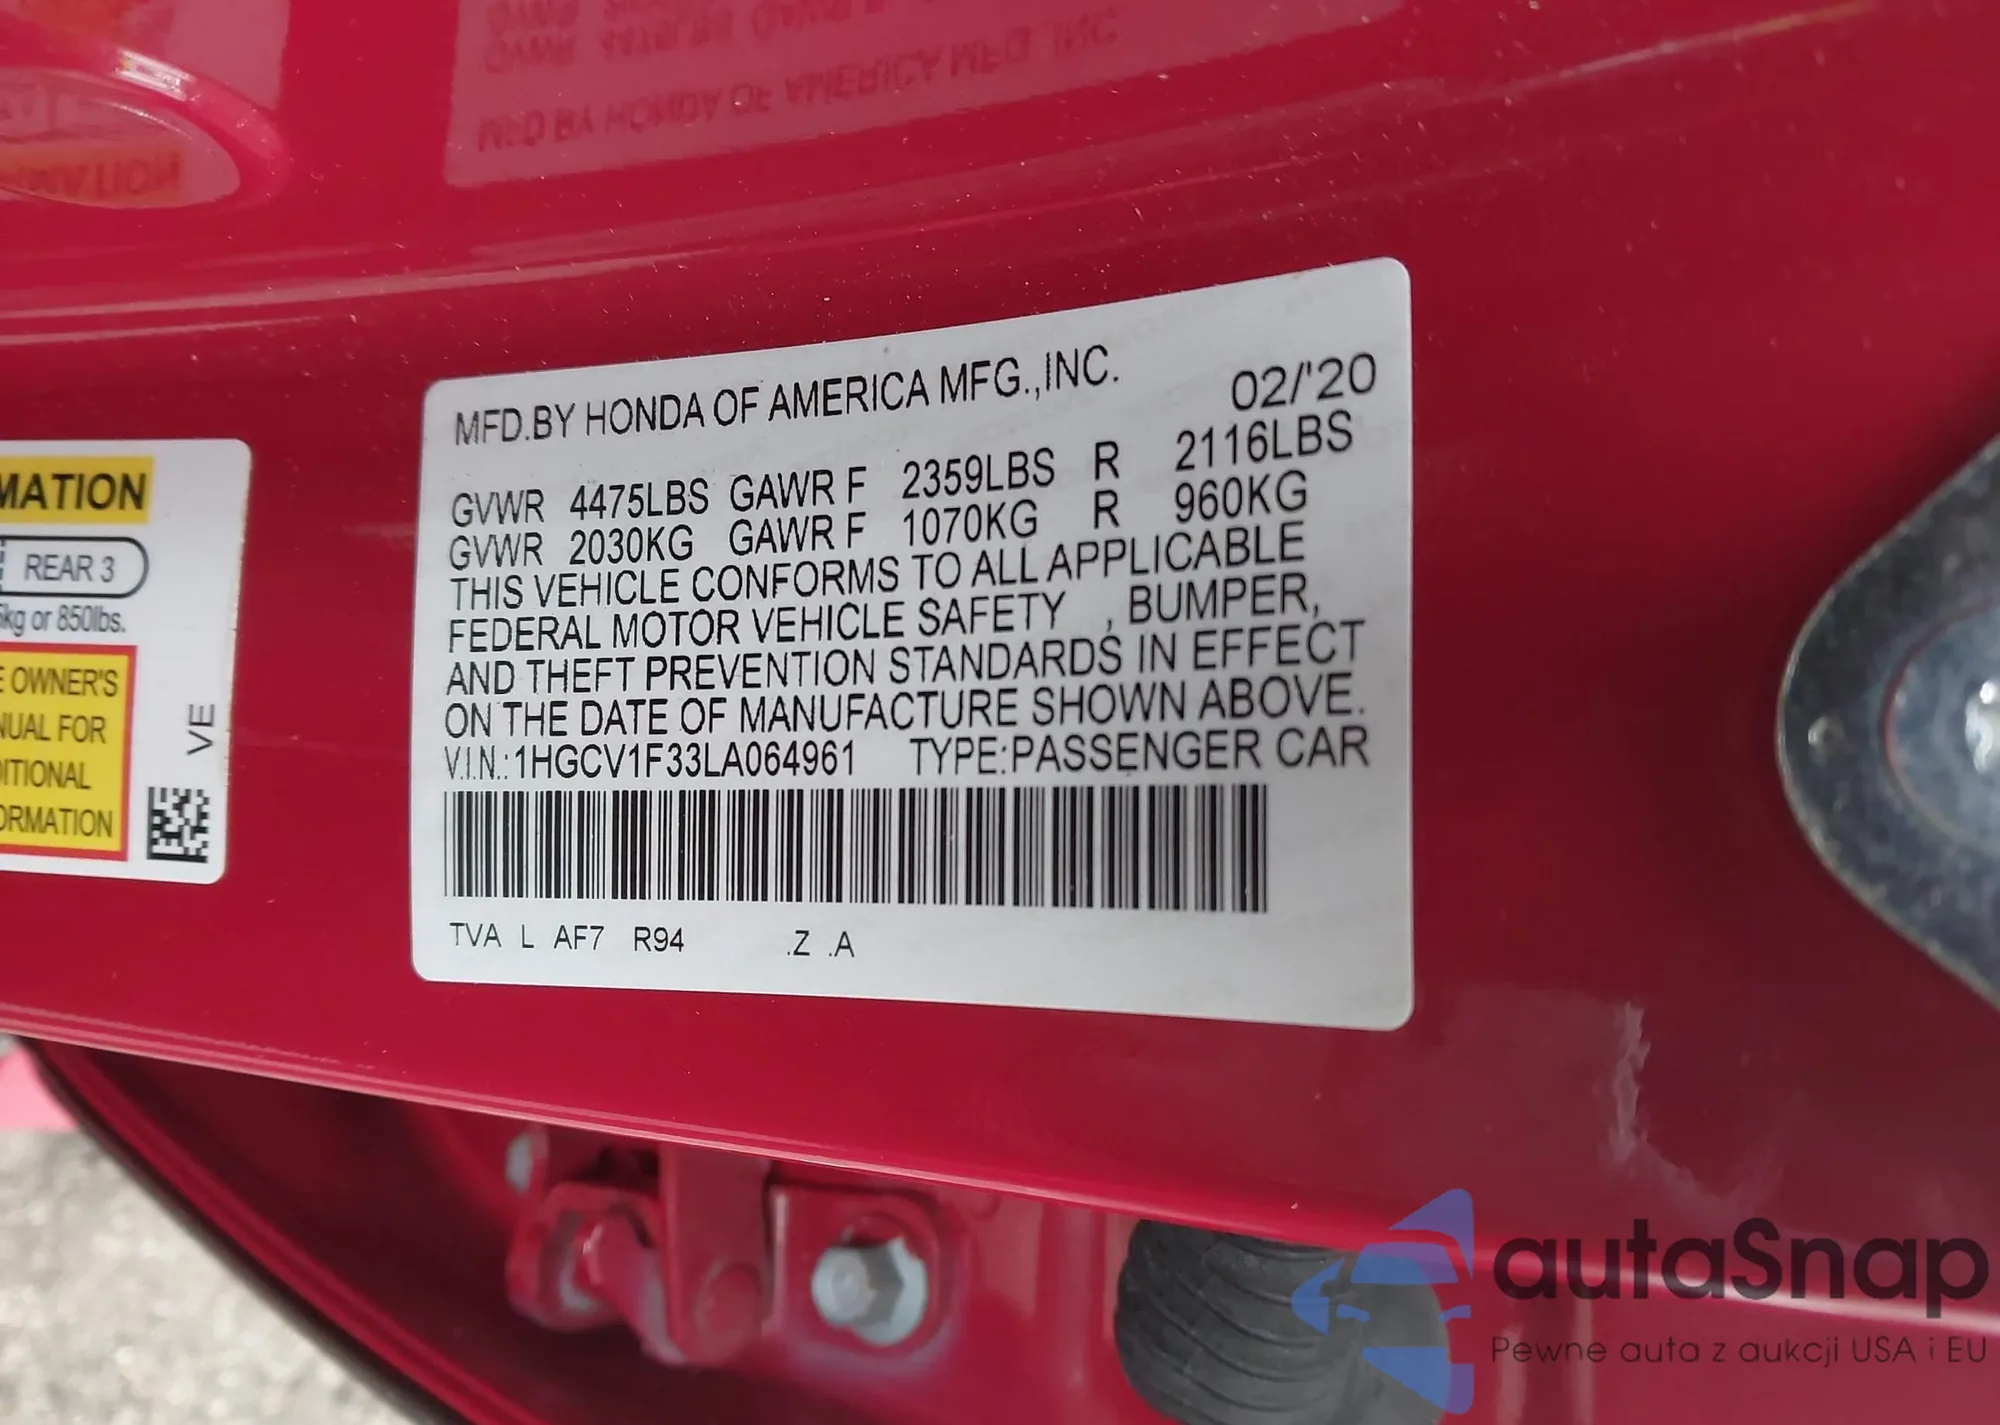 MFD.BY HONDA OF AMERICA MFG.,INC. 02/'20
GVWR 4475LBS GAWR F 2359LBS R 2116LBS
GVWR 2030KG GAWR F 1070KG R 960KG
THIS VEHICLE CONFORMS TO ALL APPLICABLE
FEDERAL MOTOR VEHICLE SAFETY , BUMPER,
AND THEFT PREVENTION STANDARDS IN EFFECT
ON THE DATE OF MANUFACTURE SHOWN ABOVE.
V.I.N.: 1HGCV1F33LA064961 TYPE:PASSENGER CAR
TVA L AF7 R94 .Z .A
MATION
REAR 3
kg or 850lbs.
E OWNER'S
NUAL FOR
DITIONAL
ORMATION
VE
autaSnap
Pewne auta z aukcji USA i EU